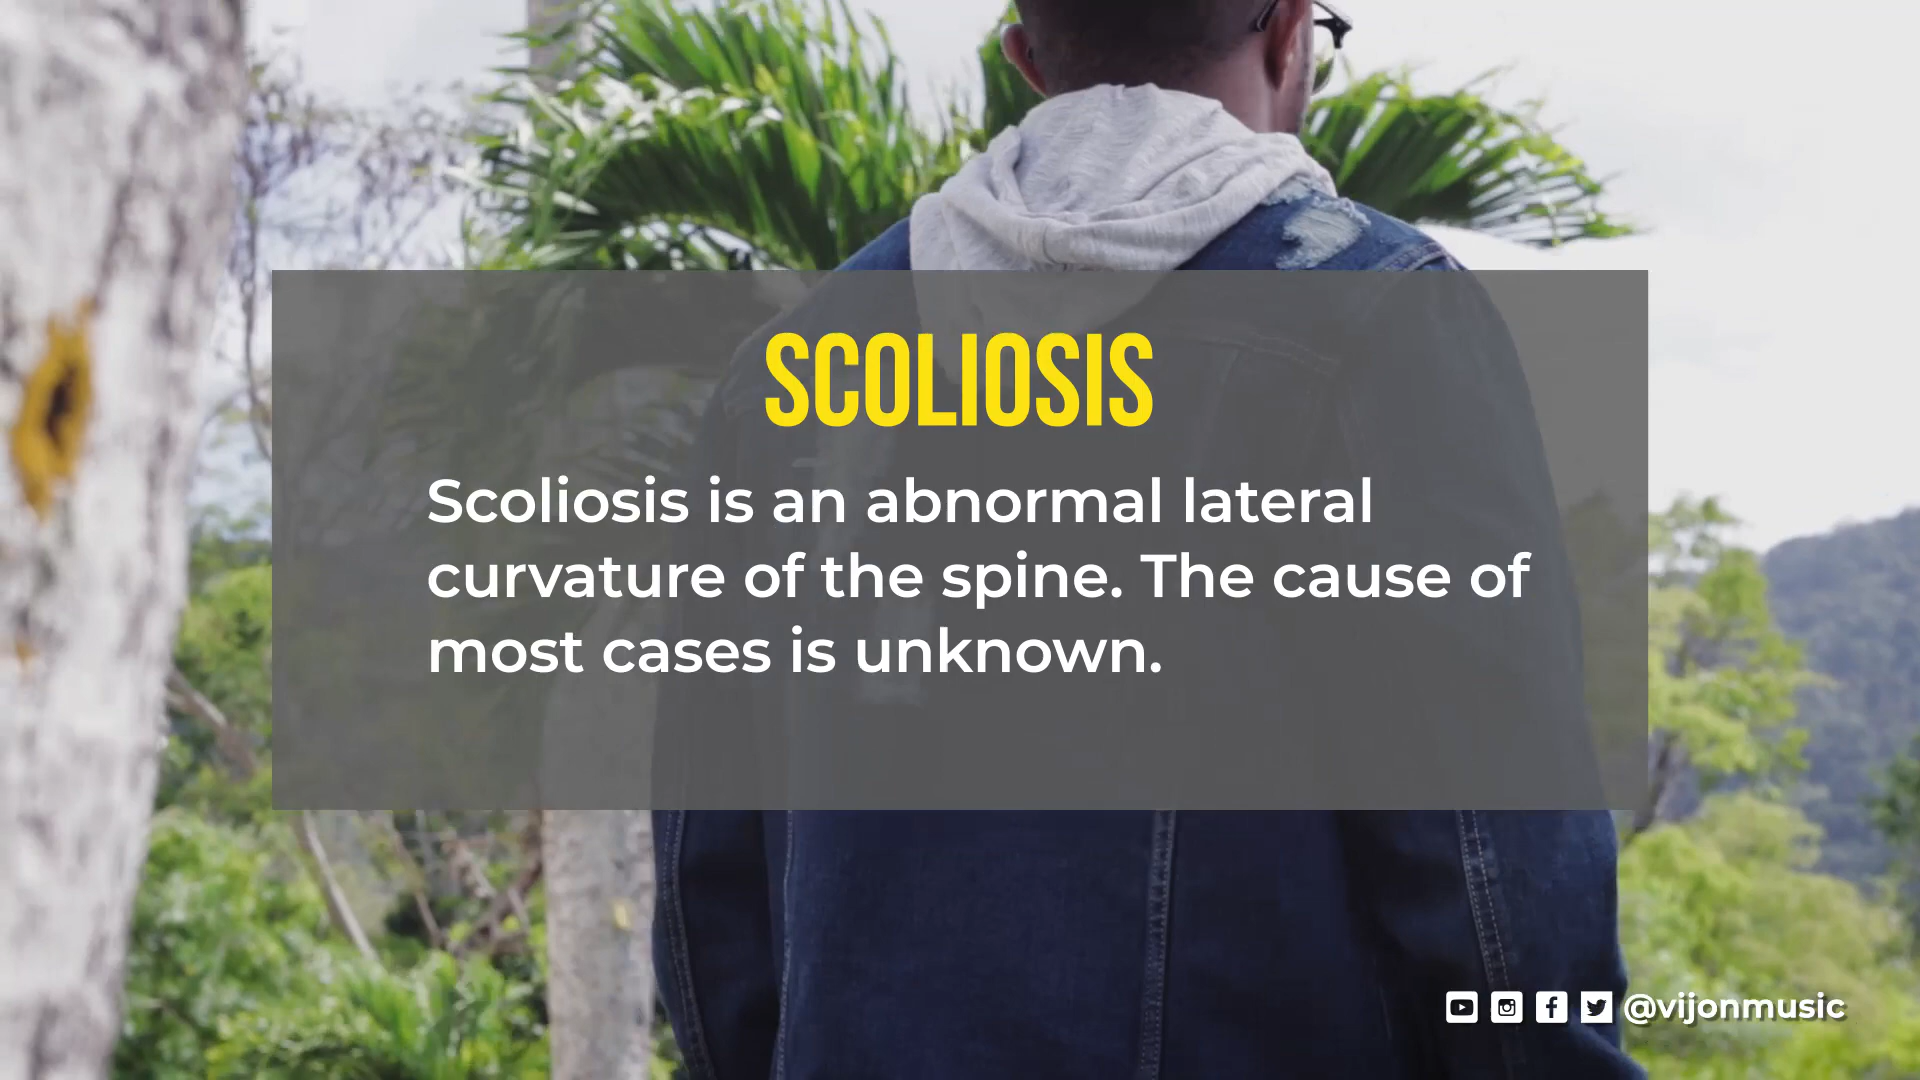 SCOLIOSIS
Scoliosis is an abnormal lateral
curvature of the spine. The cause of
most cases is unknown.
@vijonmusic